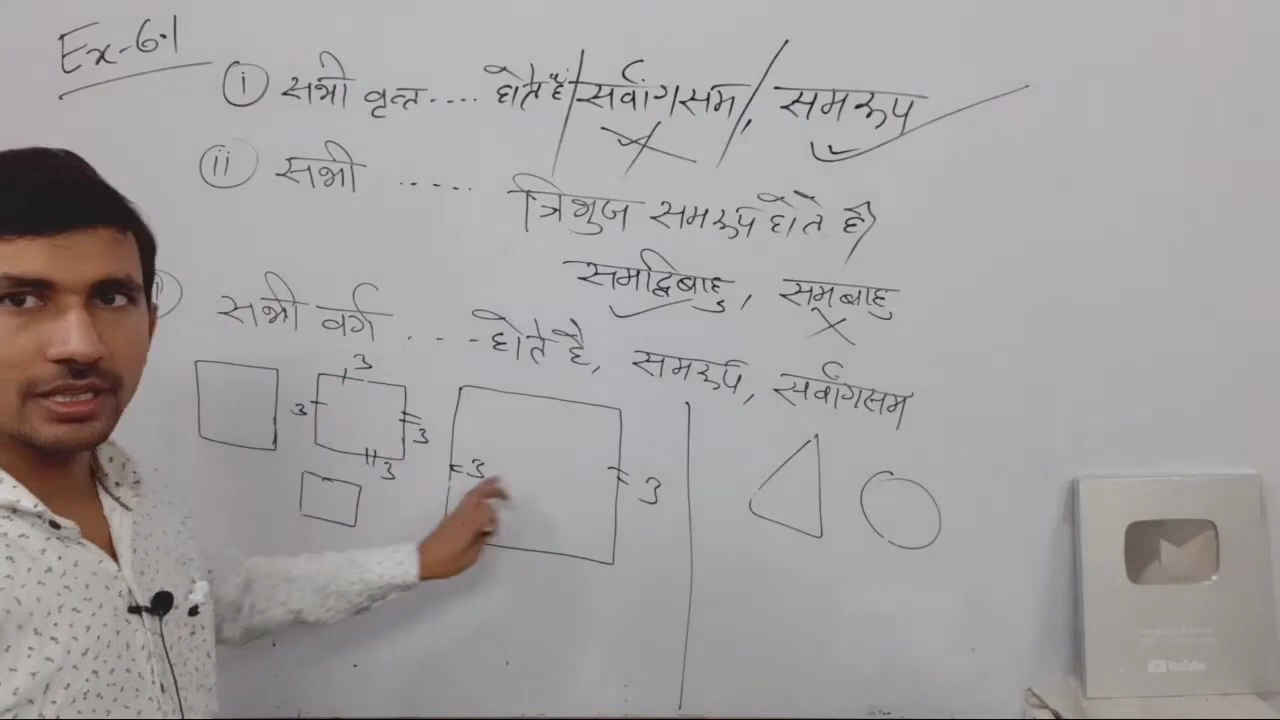 Ex-6.1
(i) सभी वृत्त .... होते हैं सर्वांगसम, समरूप
(ii) सभी ..... त्रिभुज समरूप होते है
समद्विबाहु, समबाहु
सभी वर्ग ... होते है, समरूप, सर्वांगसम
3
3 3
3
3 3
YouTube